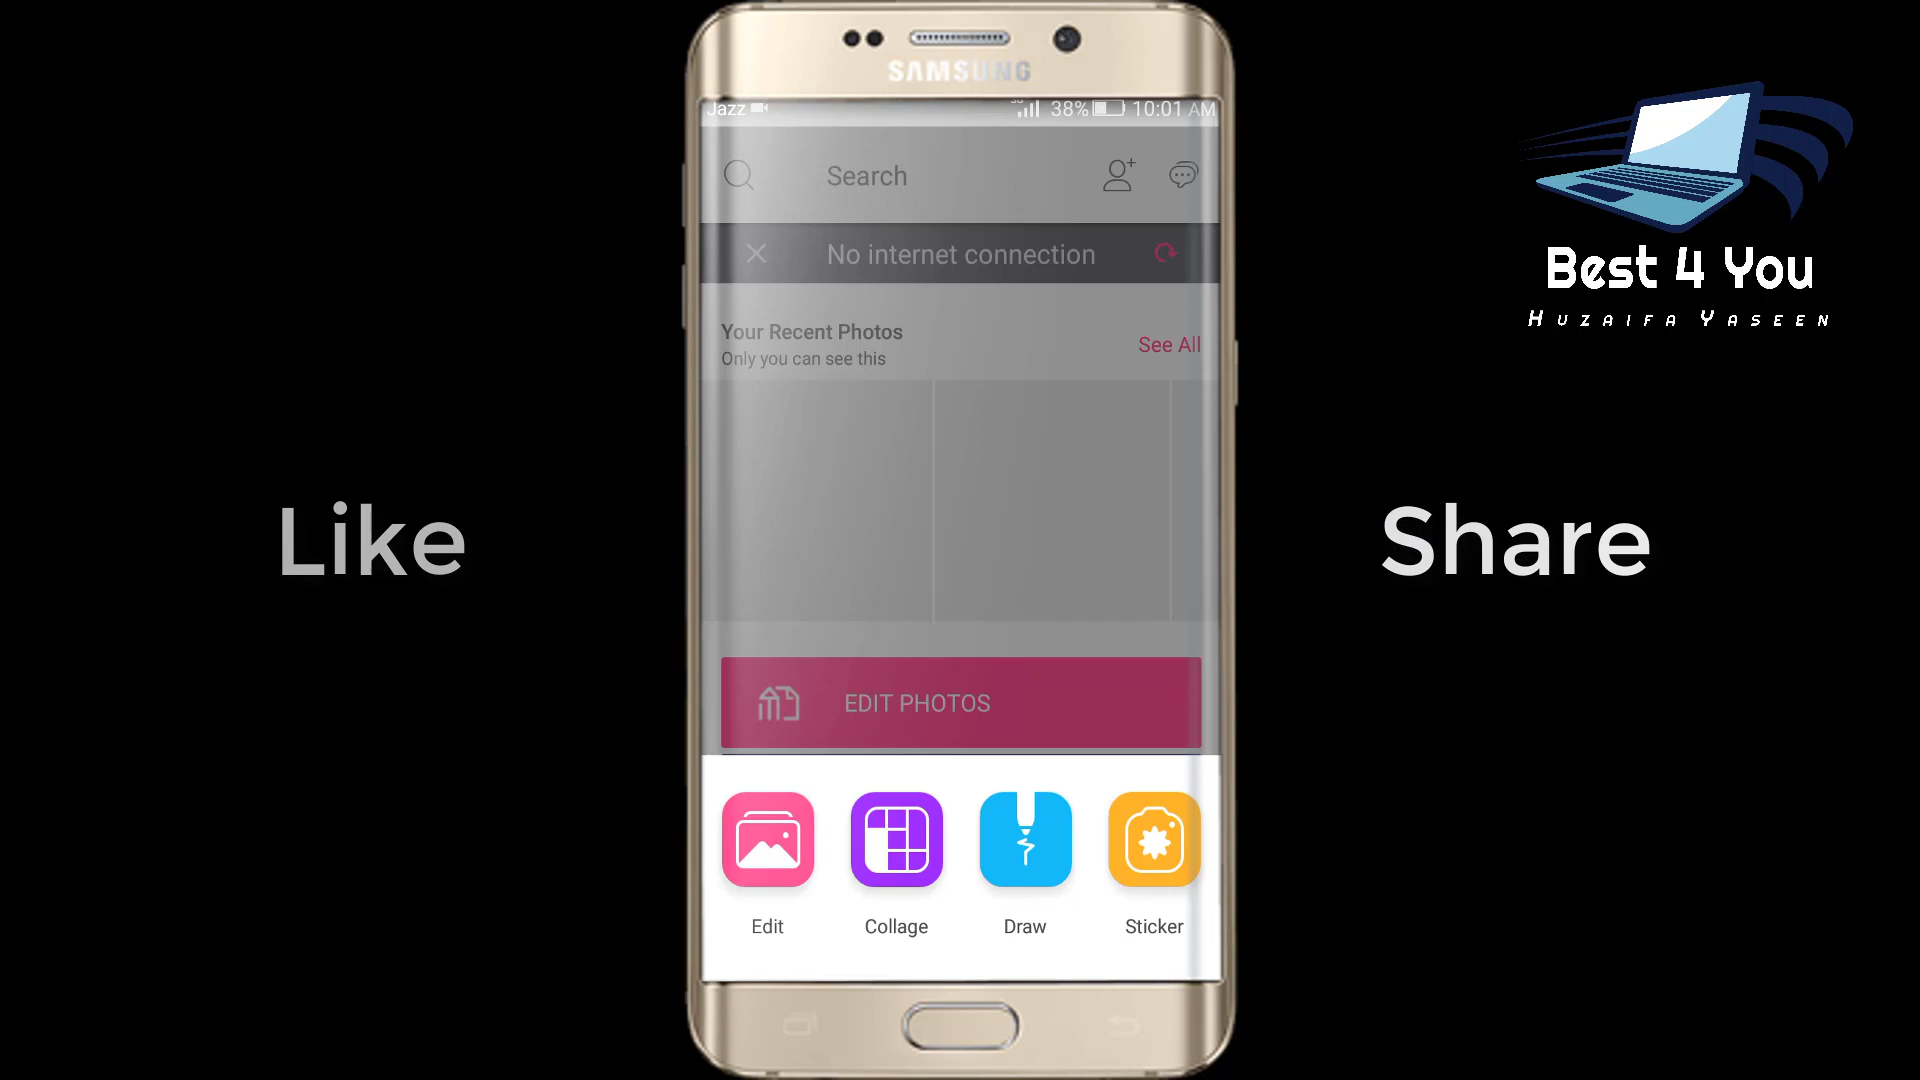 SAMSUNG
Jazz 38% 10:01 AM
Search
No internet connection
Your Recent Photos
See All
Only you can see this
EDIT PHOTOS
Edit Collage Draw Sticker
Like
Share
Best 4 You
Huzaifa Yaseen